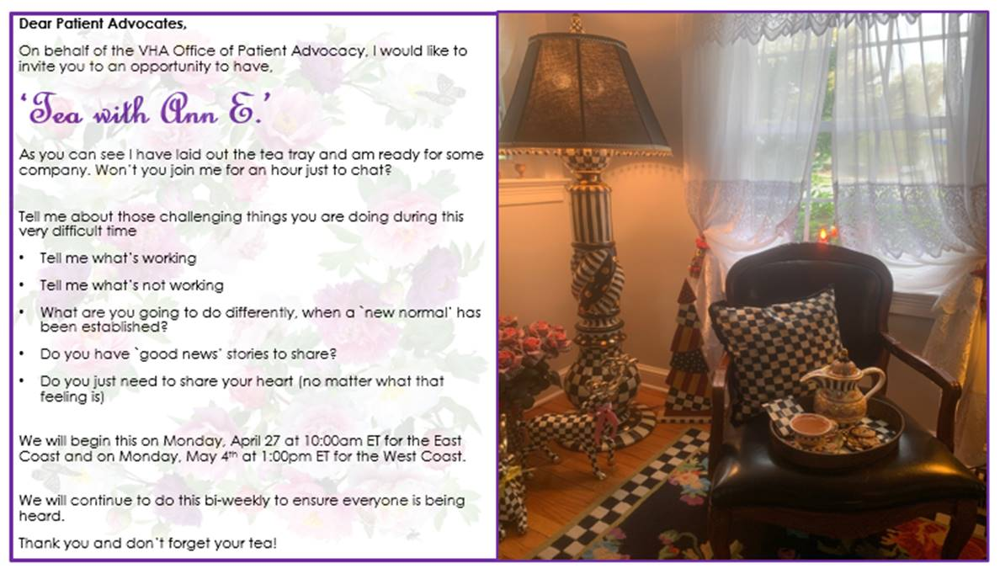 Dear Patient Advocates,
On behalf of the VHA Office of Patient Advocacy, I would like to
invite you to an opportunity to have,
‘Tea with Ann E.’
As you can see I have laid out the tea tray and am ready for some
company. Won’t you join me for an hour just to chat?
Tell me about those challenging things you are doing during this
very difficult time
• Tell me what’s working
• Tell me what’s not working
• What are you going to do differently, when a `new normal’ has
been established?
• Do you have `good news’ stories to share?
• Do you just need to share your heart (no matter what that
feeling is)
We will begin this on Monday, April 27 at 10:00am ET for the East
Coast and on Monday, May 4th at 1:00pm ET for the West Coast.
We will continue to do this bi-weekly to ensure everyone is being
heard.
Thank you and don’t forget your tea!